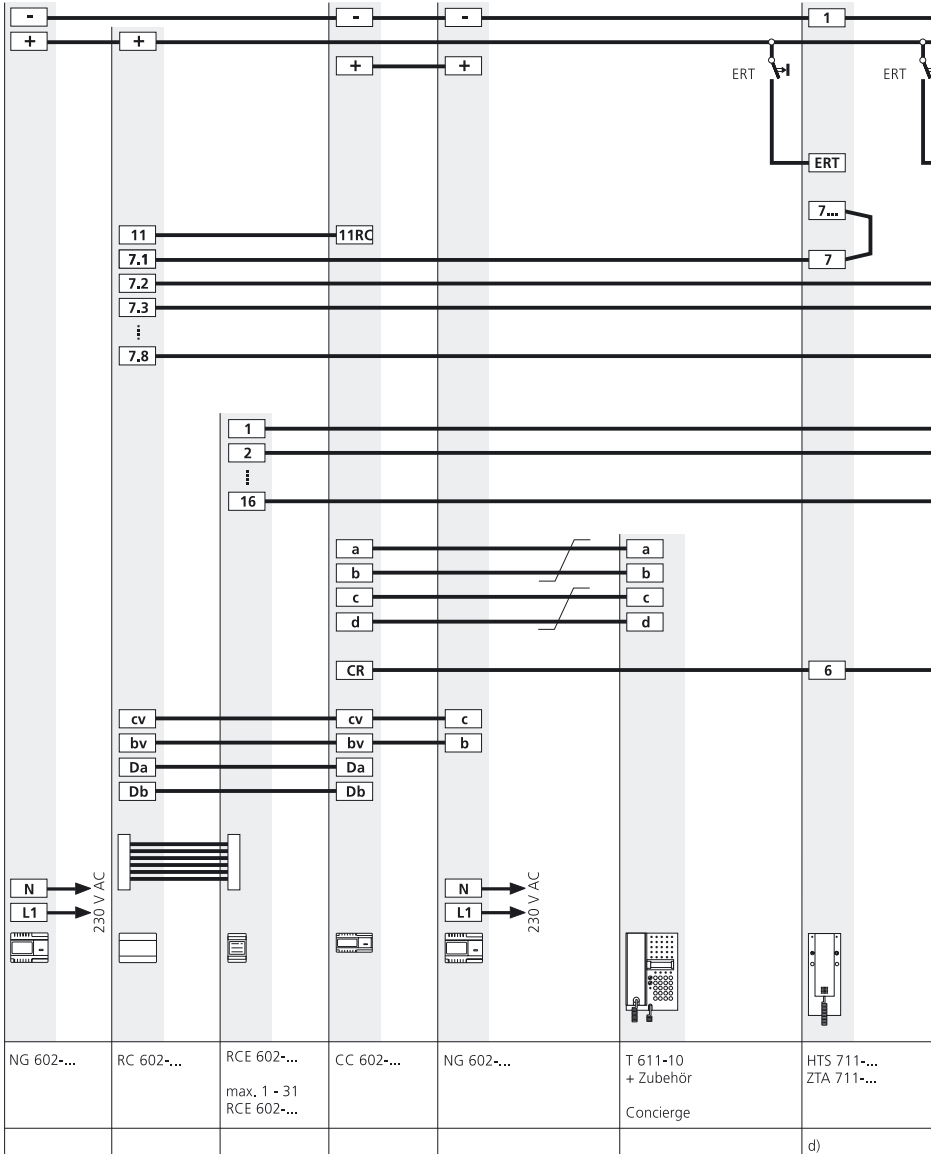 - - - 1
+ +
+ +
ERT ERT
ERT
7...
11 11RC
7.1 7
7.2
7.3
7.8
1
2
16
a a
b b
c c
d d
CR 6
cv cv c
bv bv b
Da Da
Db Db
N N
L1 L1
230 V AC 230 V AC
NG 602-... RC 602-... RCE 602-... CC 602-... NG 602-... T 611-10 HTS 711-...
+ Zubehör ZTA 711-...
max. 1 - 31
RCE 602-... Concierge
d)